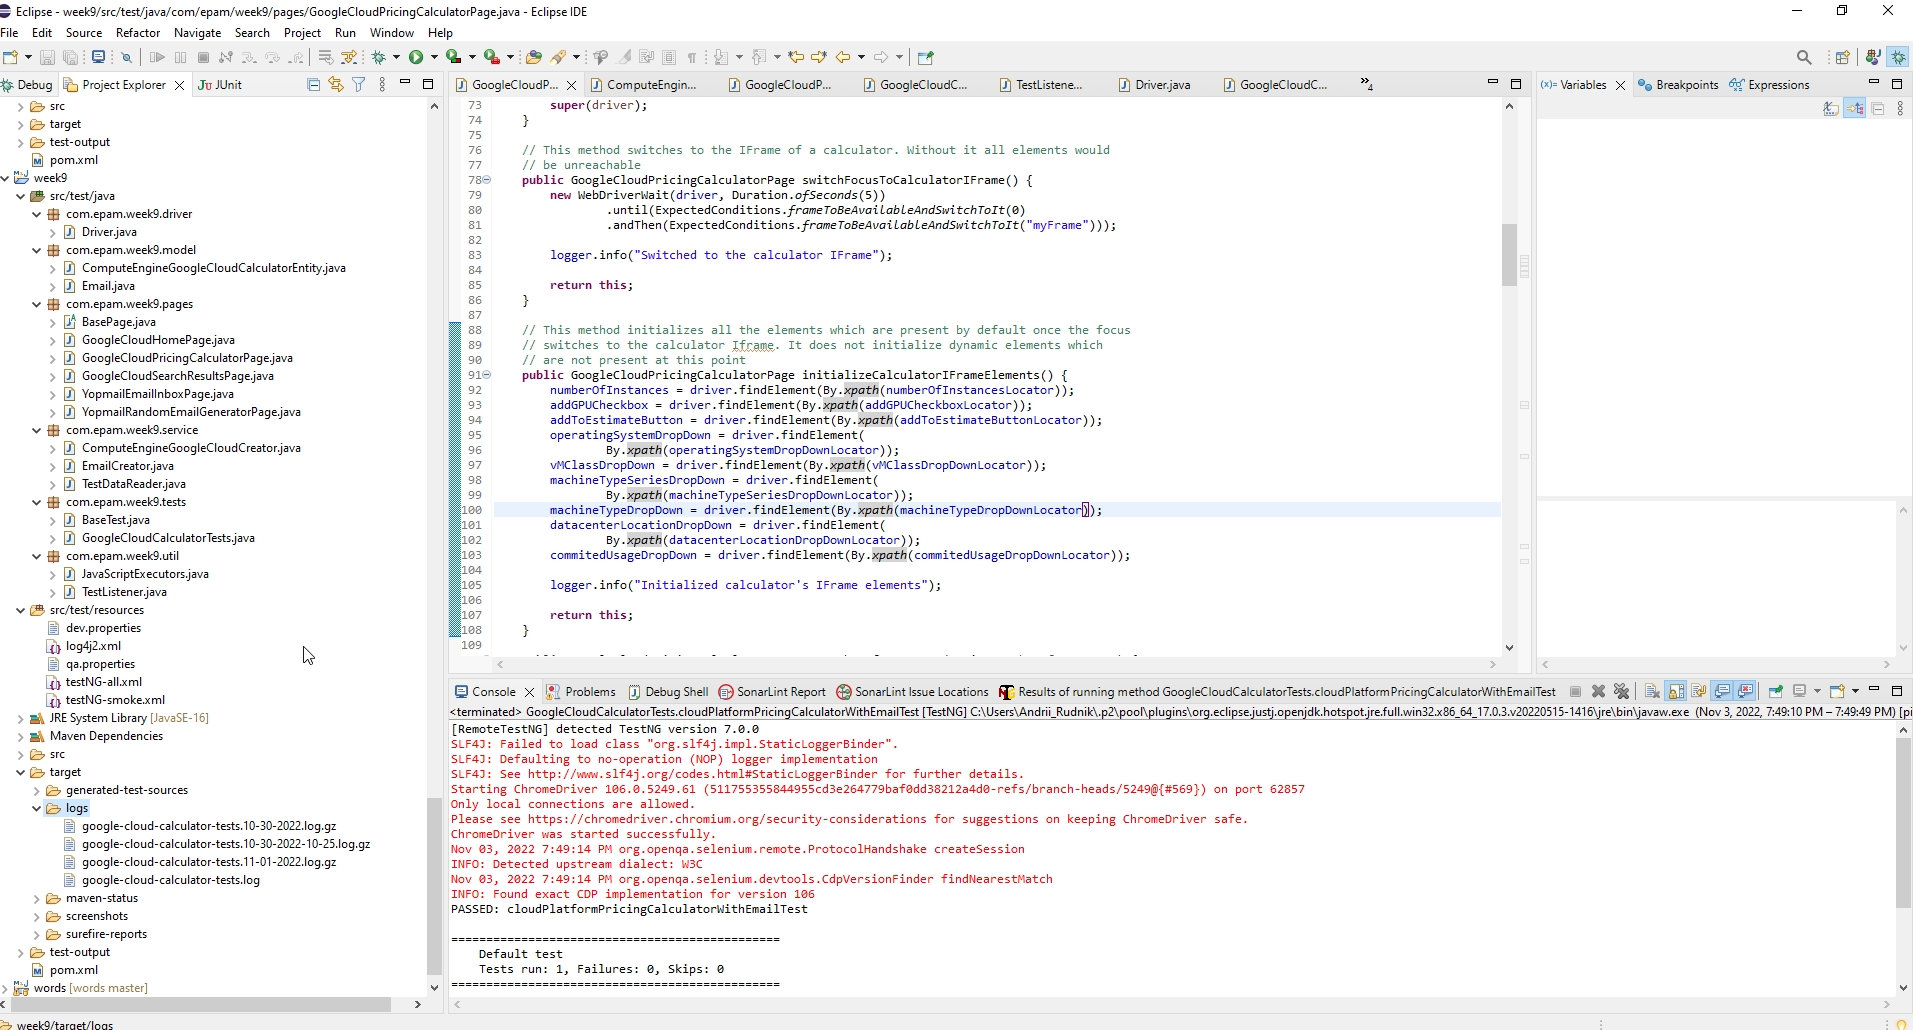 Eclipse - week9/src/test/java/com/epam/week9/pages/GoogleCloudPricingCalculatorPage.java - Eclipse IDE
File Edit Source Refactor Navigate Search Project Run Window Help
Debug Project Explorer JUnit
src
target
test-output
pom.xml
week9
src/test/java
com.epam.week9.driver
Driver.java
com.epam.week9.model
ComputeEngineGoogleCloudCalculatorEntity.java
Email.java
com.epam.week9.pages
BasePage.java
GoogleCloudHomePage.java
GoogleCloudPricingCalculatorPage.java
GoogleCloudSearchResultsPage.java
YopmailEmailInboxPage.java
YopmailRandomEmailGeneratorPage.java
com.epam.week9.service
ComputeEngineGoogleCloudCreator.java
EmailCreator.java
TestDataReader.java
com.epam.week9.tests
BaseTest.java
GoogleCloudCalculatorTests.java
com.epam.week9.util
JavaScriptExecutors.java
TestListener.java
src/test/resources
dev.properties
log4j2.xml
qa.properties
testNG-all.xml
testNG-smoke.xml
JRE System Library [JavaSE-16]
Maven Dependencies
src
target
generated-test-sources
logs
google-cloud-calculator-tests.10-30-2022.log.gz
google-cloud-calculator-tests.10-30-2022-10-25.log.gz
google-cloud-calculator-tests.11-01-2022.log.gz
google-cloud-calculator-tests.log
maven-status
screenshots
surefire-reports
test-output
pom.xml
words [words master]
week9/target/logs
GoogleCloudP... ComputeEngin... GoogleCloudP... GoogleCloudC... TestListene... Driver.java GoogleCloudC... »4
73 super(driver);
74 }
75
76 // This method switches to the IFrame of a calculator. Without it all elements would
77 // be unreachable
78 public GoogleCloudPricingCalculatorPage switchFocusToCalculatorIFrame() {
79 new WebDriverWait(driver, Duration.ofSeconds(5))
80 .until(ExpectedConditions.frameToBeAvailableAndSwitchToIt(0)
81 .andThen(ExpectedConditions.frameToBeAvailableAndSwitchToIt("myFrame")));
82
83 logger.info("Switched to the calculator IFrame");
84
85 return this;
86 }
87
88 // This method initializes all the elements which are present by default once the focus
89 // switches to the calculator Iframe. It does not initialize dynamic elements which
90 // are not present at this point
91 public GoogleCloudPricingCalculatorPage initializeCalculatorIFrameElements() {
92 numberOfInstances = driver.findElement(By.xpath(numberOfInstancesLocator));
93 addGPUCheckbox = driver.findElement(By.xpath(addGPUCheckboxLocator));
94 addToEstimateButton = driver.findElement(By.xpath(addToEstimateButtonLocator));
95 operatingSystemDropDown = driver.findElement(
96 By.xpath(operatingSystemDropDownLocator));
97 vMClassDropDown = driver.findElement(By.xpath(vMClassDropDownLocator));
98 machineTypeSeriesDropDown = driver.findElement(
99 By.xpath(machineTypeSeriesDropDownLocator));
100 machineTypeDropDown = driver.findElement(By.xpath(machineTypeDropDownLocator));
101 datacenterLocationDropDown = driver.findElement(
102 By.xpath(datacenterLocationDropDownLocator));
103 commitedUsageDropDown = driver.findElement(By.xpath(commitedUsageDropDownLocator));
104
105 logger.info("Initialized calculator's IFrame elements");
106
107 return this;
108 }
109
(x)= Variables Breakpoints Expressions
Console Problems Debug Shell SonarLint Report SonarLint Issue Locations Results of running method GoogleCloudCalculatorTests.cloudPlatformPricingCalculatorWithEmailTest
<terminated> GoogleCloudCalculatorTests.cloudPlatformPricingCalculatorWithEmailTest [TestNG] C:\Users\Andrii_Rudnik\.p2\pool\plugins\org.eclipse.justj.openjdk.hotspot.jre.full.win32.x86_64_17.0.3.v20220515-1416\jre\bin\javaw.exe (Nov 3, 2022, 7:49:10 PM – 7:49:49 PM) [pi
[RemoteTestNG] detected TestNG version 7.0.0
SLF4J: Failed to load class "org.slf4j.impl.StaticLoggerBinder".
SLF4J: Defaulting to no-operation (NOP) logger implementation
SLF4J: See http://www.slf4j.org/codes.html#StaticLoggerBinder for further details.
Starting ChromeDriver 106.0.5249.61 (511755355844955cd3e264779baf0dd38212a4d0-refs/branch-heads/5249@{#569}) on port 62857
Only local connections are allowed.
Please see https://chromedriver.chromium.org/security-considerations for suggestions on keeping ChromeDriver safe.
ChromeDriver was started successfully.
Nov 03, 2022 7:49:14 PM org.openqa.selenium.remote.ProtocolHandshake createSession
INFO: Detected upstream dialect: W3C
Nov 03, 2022 7:49:14 PM org.openqa.selenium.devtools.CdpVersionFinder findNearestMatch
INFO: Found exact CDP implementation for version 106
PASSED: cloudPlatformPricingCalculatorWithEmailTest
===============================================
Default test
Tests run: 1, Failures: 0, Skips: 0
===============================================